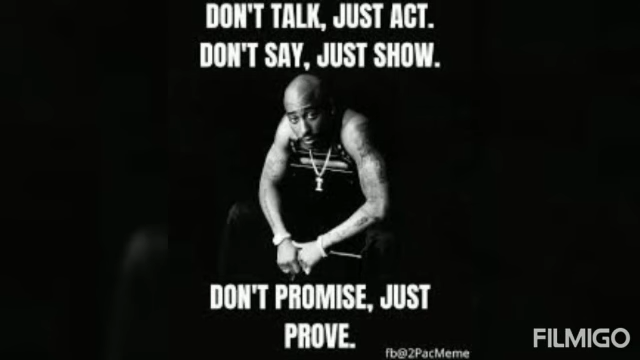 DON'T TALK, JUST ACT.
DON'T SAY, JUST SHOW.
DON'T PROMISE, JUST
PROVE.
fb@2PacMeme
FILMIGO